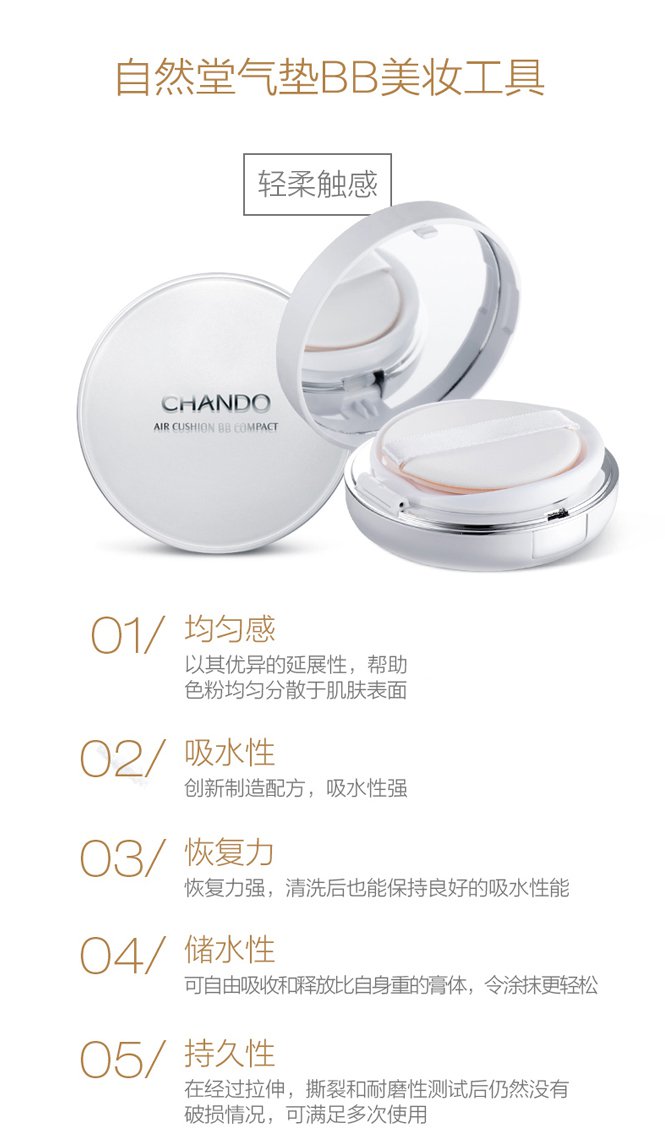 自然堂气垫BB美妆工具
轻柔触感
CHANDO
AIR CUSHION BB COMPACT
01/ 均匀感
以其优异的延展性，帮助
色粉均匀分散于肌肤表面
02/ 吸水性
创新制造配方，吸水性强
03/ 恢复力
恢复力强，清洗后也能保持良好的吸水性能
04/ 储水性
可自由吸收和释放比自身重的膏体，令涂抹更轻松
05/ 持久性
在经过拉伸，撕裂和耐磨性测试后仍然没有
破损情况，可满足多次使用